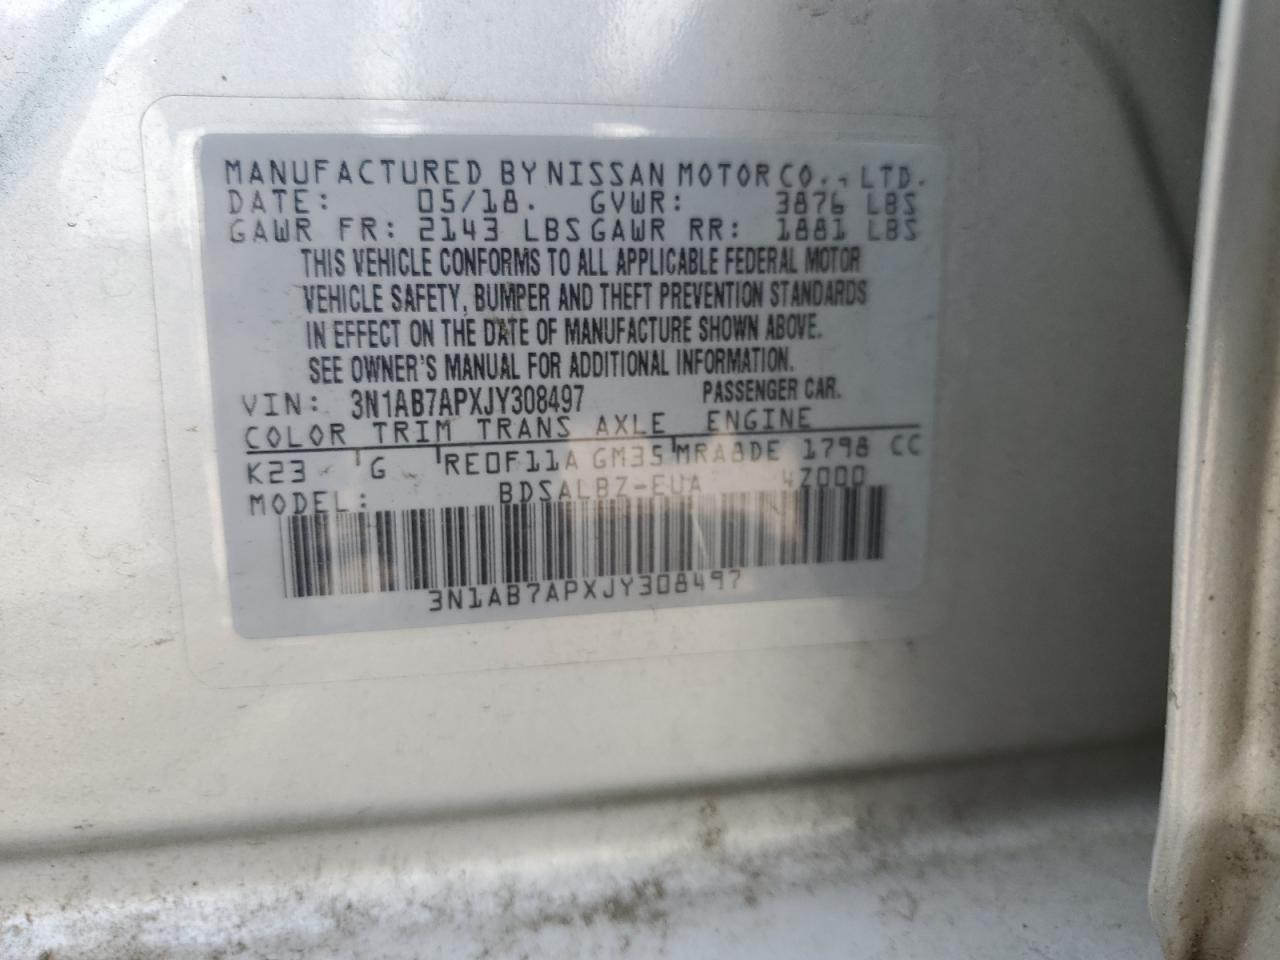 MANUFACTURED BY NISSAN MOTOR CO., LTD.
DATE: 05/18. GVWR: 3876 LBS
GAWR FR: 2143 LBS GAWR RR: 1881 LBS
THIS VEHICLE CONFORMS TO ALL APPLICABLE FEDERAL MOTOR
VEHICLE SAFETY, BUMPER AND THEFT PREVENTION STANDARDS
IN EFFECT ON THE DATE OF MANUFACTURE SHOWN ABOVE.
SEE OWNER'S MANUAL FOR ADDITIONAL INFORMATION.
VIN: 3N1AB7APXJY308497 PASSENGER CAR.
COLOR TRIM TRANS AXLE ENGINE
K23 G RE0F11A GM35 MRA8DE 1798 CC
MODEL: BDSALBZ-EUA 4Z000
3N1AB7APXJY308497